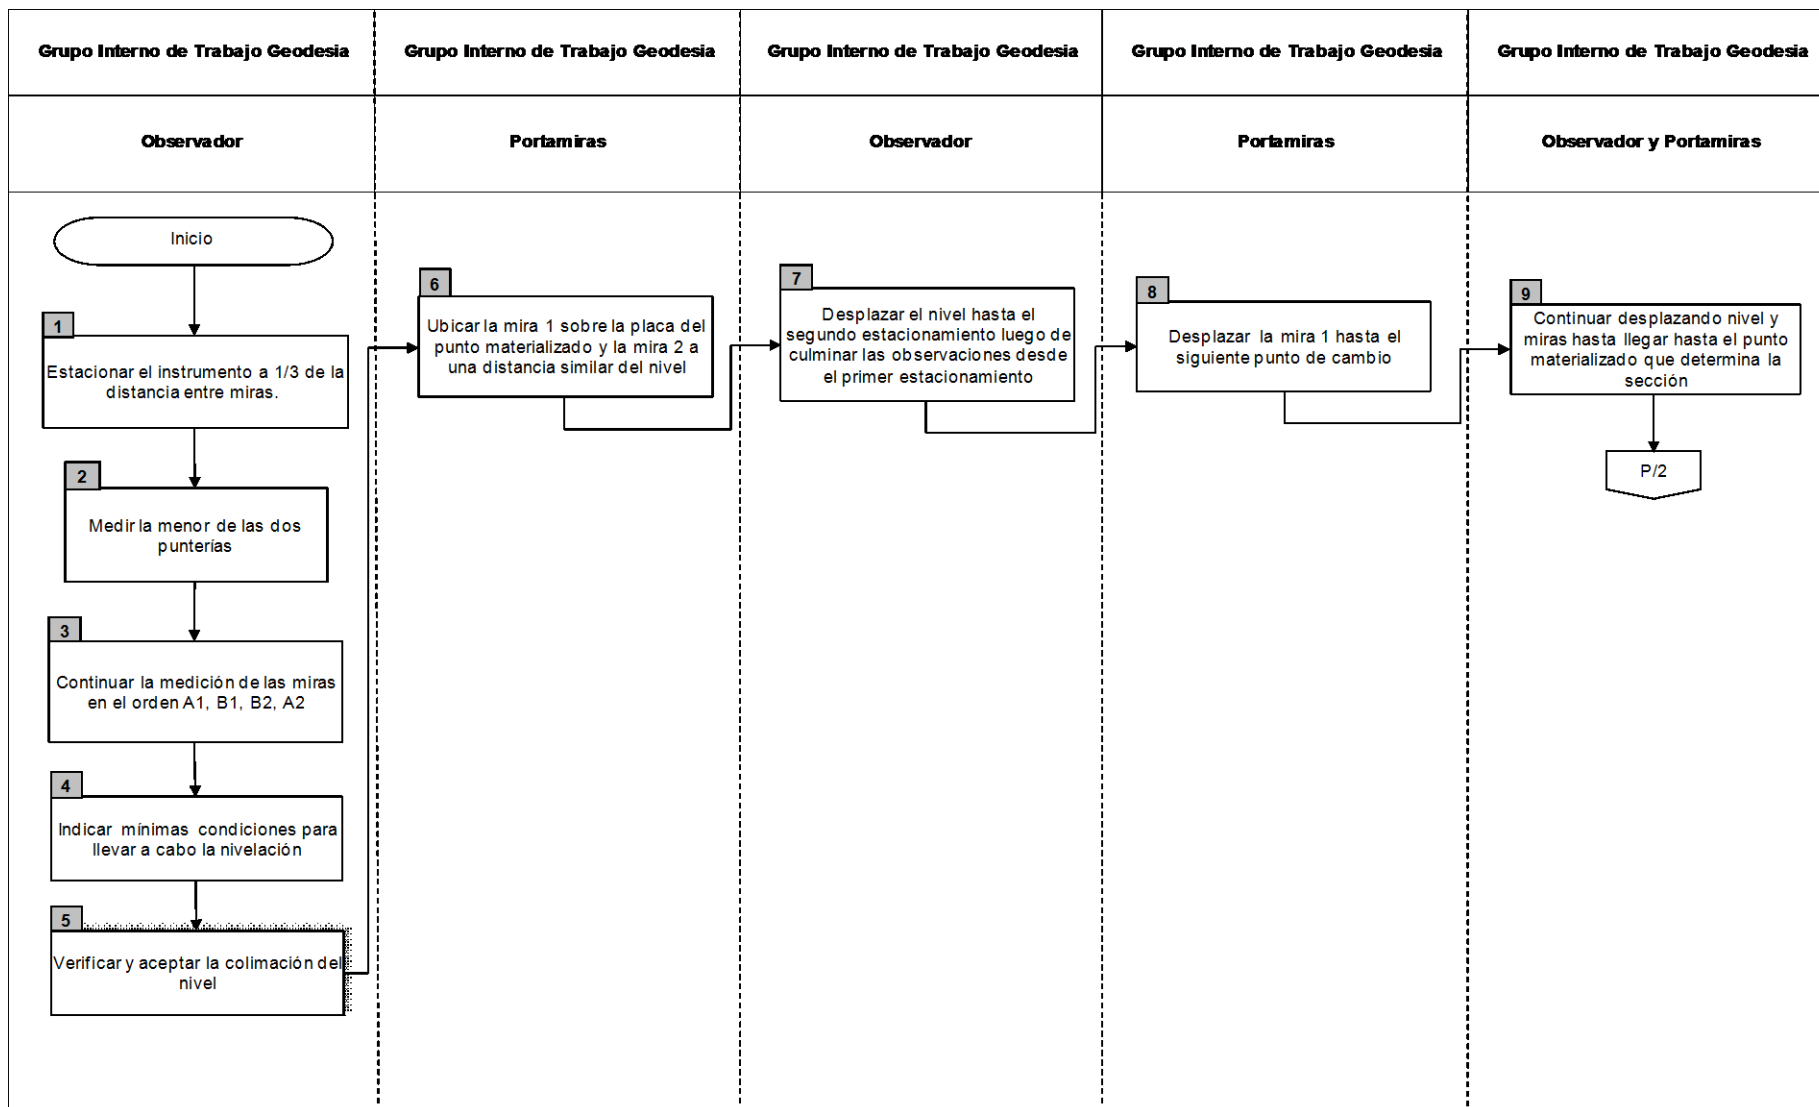 Grupo Interno de Trabajo Geodesia
Grupo Interno de Trabajo Geodesia
Grupo Interno de Trabajo Geodesia
Grupo Interno de Trabajo Geodesia
Grupo Interno de Trabajo Geodesia
Observador
Portamiras
Observador
Portamiras
Observador y Portamiras
Inicio
1
Estacionar el instrumento a 1/3 de la
distancia entre miras.
2
Medir la menor de las dos
punterías
3
Continuar la medición de las miras
en el orden A1, B1, B2, A2
4
Indicar mínimas condiciones para
llevar a cabo la nivelación
5
Verificar y aceptar la colimación del
nivel
6
Ubicar la mira 1 sobre la placa del
punto materializado y la mira 2 a
una distancia similar del nivel
7
Desplazar el nivel hasta el
segundo estacionamiento luego de
culminar las observaciones desde
el primer estacionamiento
8
Desplazar la mira 1 hasta el
siguiente punto de cambio
9
Continuar desplazando nivel y
miras hasta llegar hasta el punto
materializado que determina la
sección
P/2